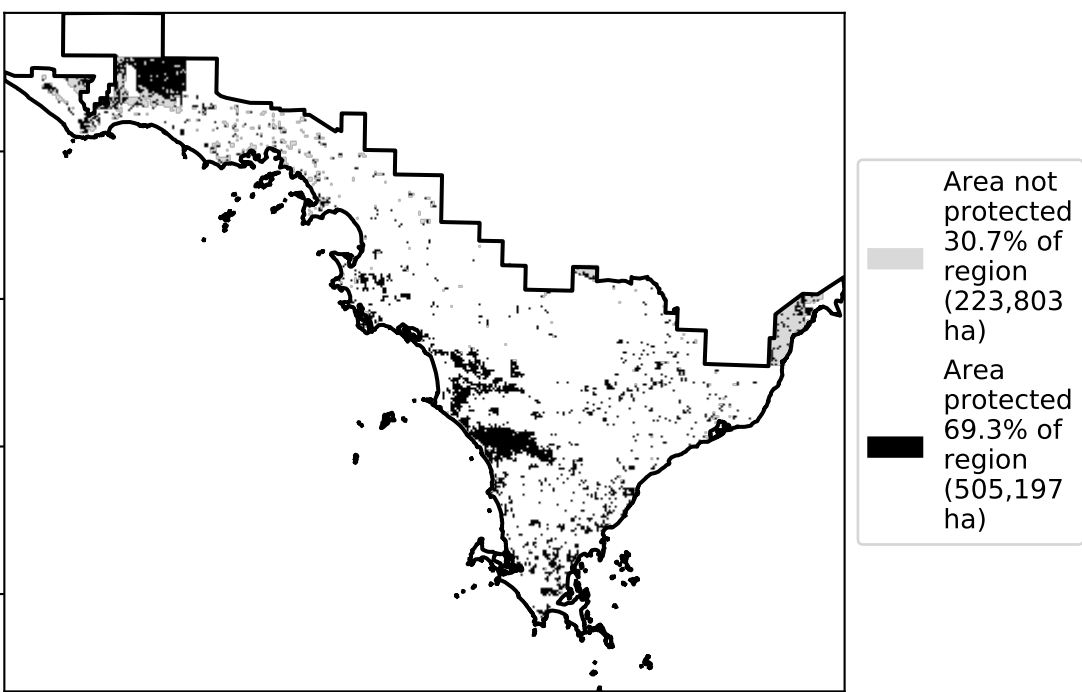 Area not
protected
30.7% of
region
(223,803
ha)
Area
protected
69.3% of
region
(505,197
ha)